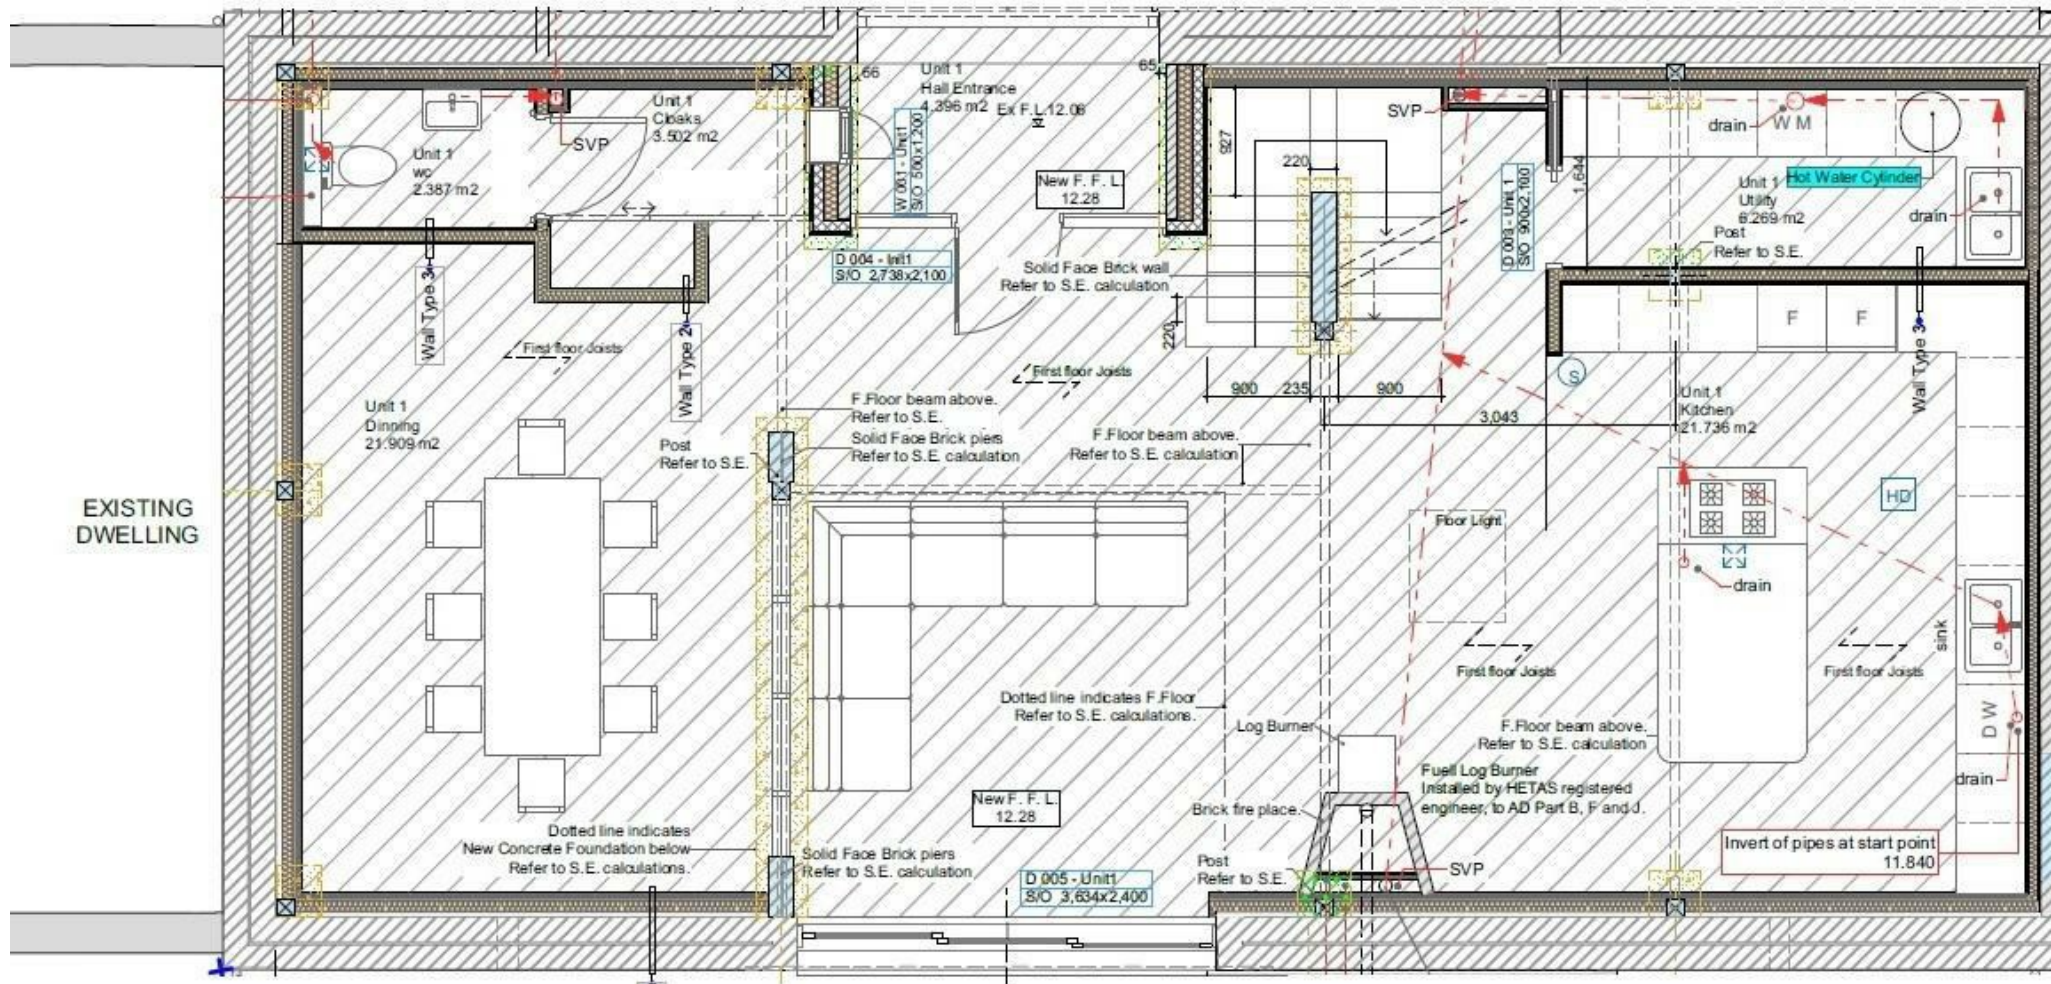 EXISTING
DWELLING
Unit 1
wc
2.387 m2
SVP
Unit 1
Cloaks
3.502 m2
66
Unit 1
Hall Entrance
4.396 m2
Ex F.L.12.08
65
W 061 - Unit1
S/O 500x1,200
New F. F. L.
12.28
D 004 - Init1
S/O 2,738x2,100
Solid Face Brick wall
Refer to S.E. calculation
927
220
220
900
235
900
3,043
SVP
D 003 - Unit 1
S/O 900x2,100
1,644
drain
W M
Unit 1
Utility
6.269 m2
Hot Water Cylinder
drain
Post
Refer to S.E.
Wall Type 3
Wall Type 2
First floor Joists
First floor Joists
Unit 1
Dinning
21.909 m2
Post
Refer to S.E.
F.Floor beam above.
Refer to S.E.
Solid Face Brick piers
Refer to S.E. calculation
F.Floor beam above.
Refer to S.E. calculation
F
F
S
Wall Type 3
Unit 1
Kitchen
21.736 m2
HD
Floor Light
drain
sink
First floor Joists
First floor Joists
Dotted line indicates F.Floor
Refer to S.E. calculations.
Log Burner
F.Floor beam above.
Refer to S.E. calculation
D W
drain
Fuell Log Burner
Installed by HETAS registered
engineer, to AD Part B, F and J.
Brick fire place.
New F. F. L.
12.28
Dotted line indicates
New Concrete Foundation below
Refer to S.E. calculations.
Solid Face Brick piers
Refer to S.E. calculation
D 005 - Unit1
S/O 3,634x2,400
Post
Refer to S.E.
SVP
Invert of pipes at start point
11.840